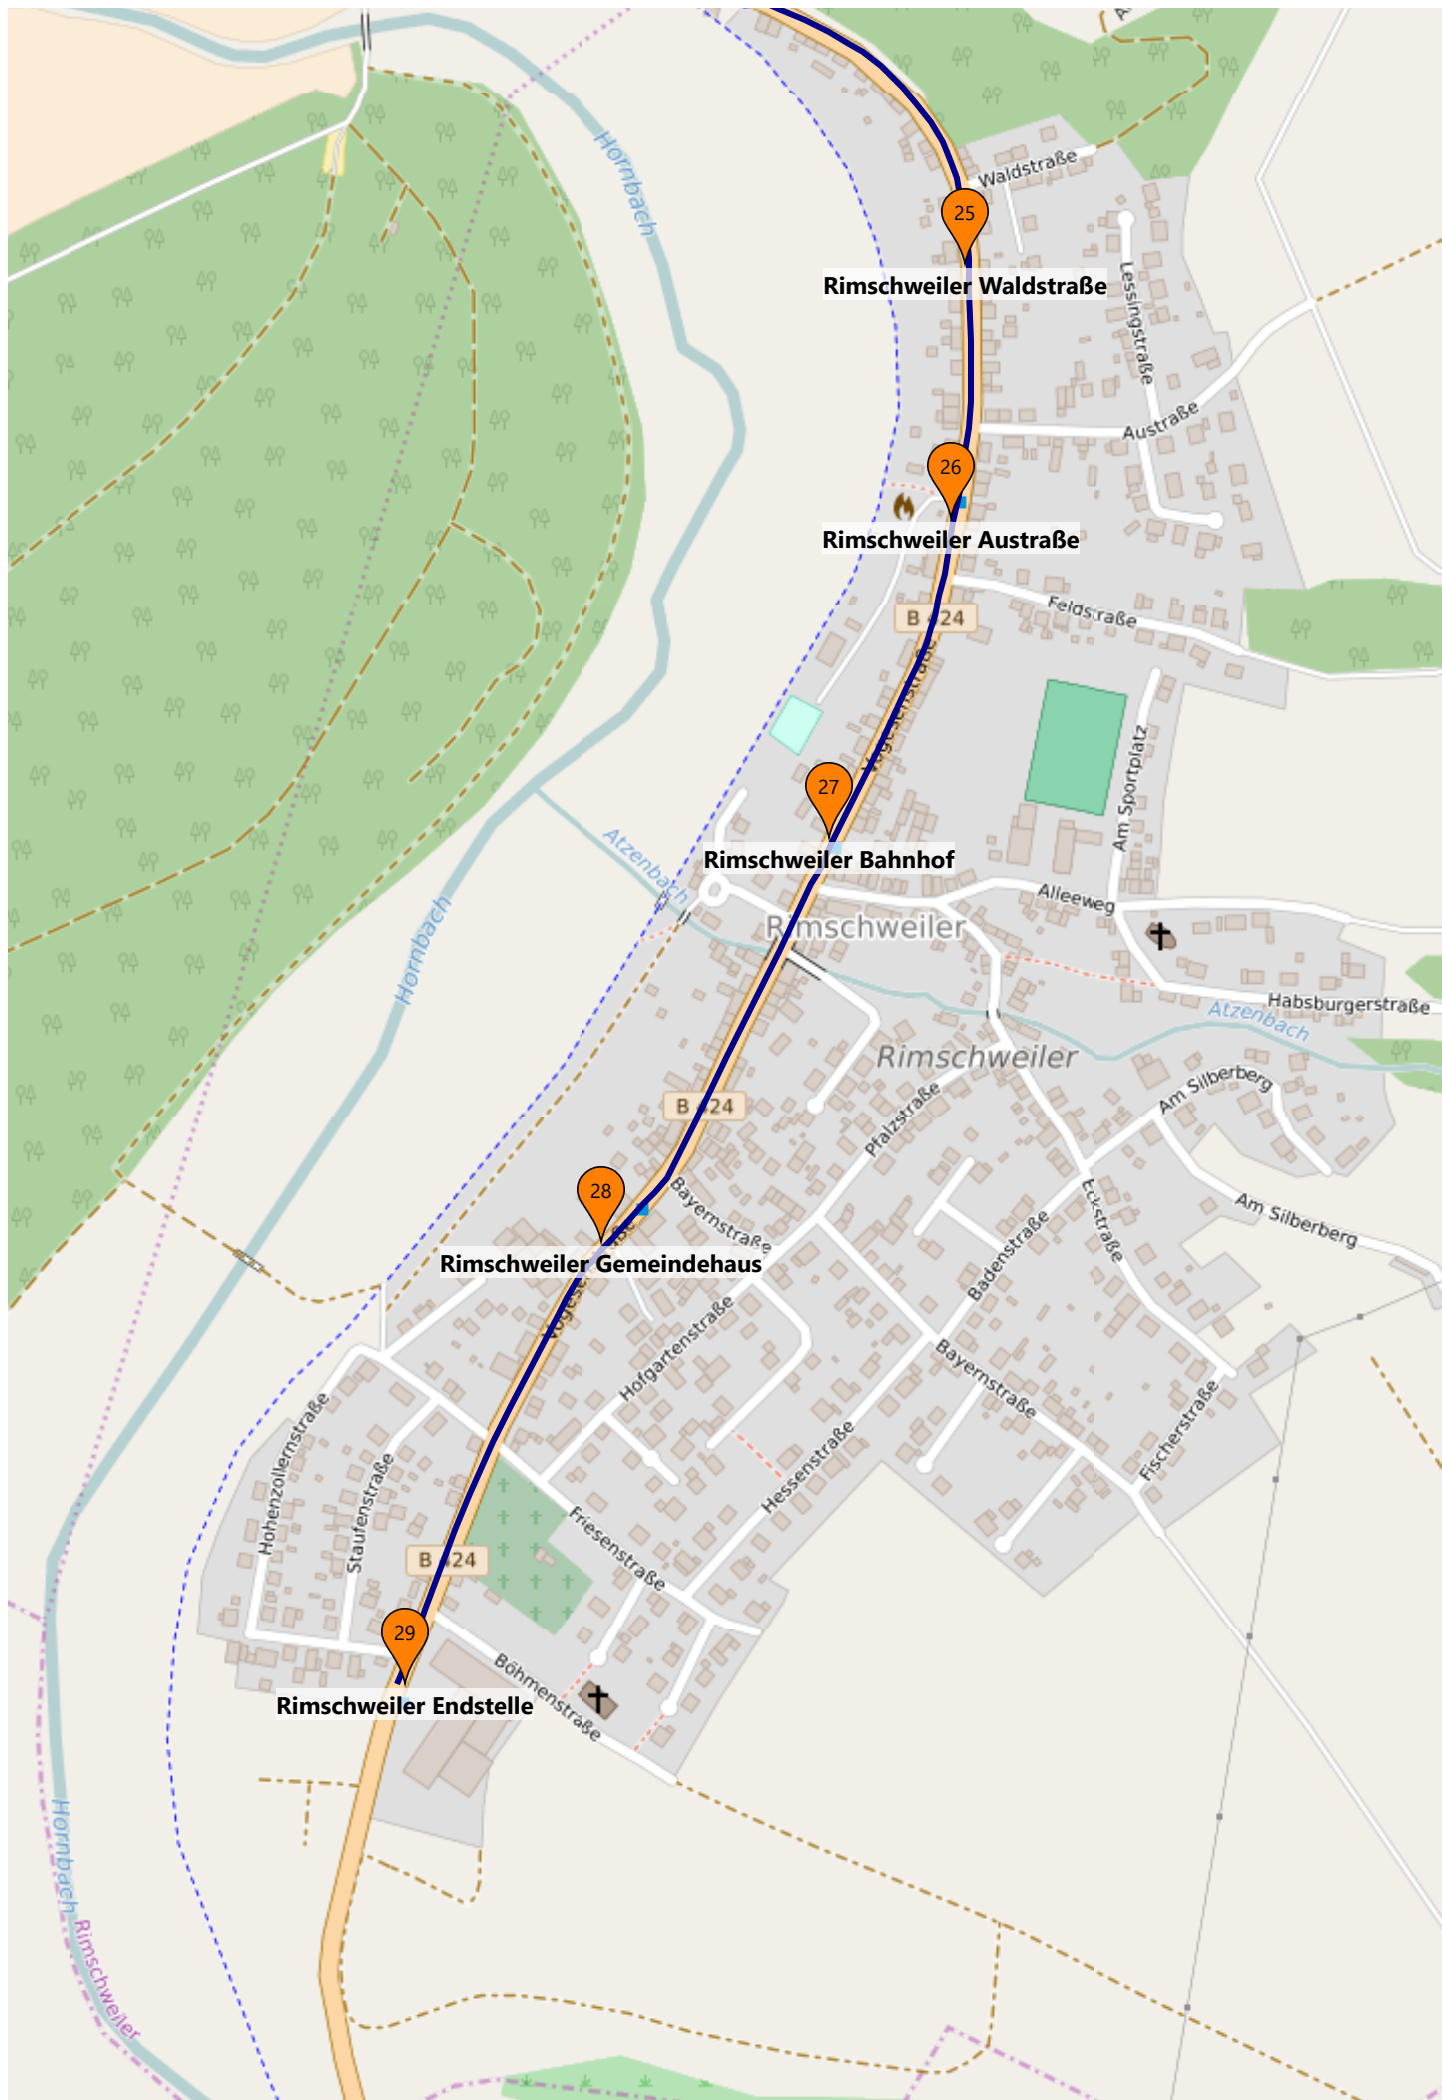 Hornbach
Waldstraße
25
Rimschweiler Waldstraße
Lessingstraße
Austraße
26
Rimschweiler Austraße
Feldstraße
B 424
Vogesenstraße
Am Sportplatz
27
Rimschweiler Bahnhof
Atzenbach
Alleeweg
Rimschweiler
Hornbach
Habsburgerstraße
Atzenbach
Rimschweiler
Am Silberberg
Pfalzstraße
B 424
28
Bayernstraße
Eckstraße
Am Silberberg
Badenstraße
Rimschweiler Gemeindehaus
Vogesenstraße
Hofgartenstraße
Bayernstraße
Fischerstraße
Hohenzollernstraße
Staufenstraße
Hessenstraße
Friesenstraße
B 424
29
Böhmenstraße
Rimschweiler Endstelle
Hornbach
Rimschweiler